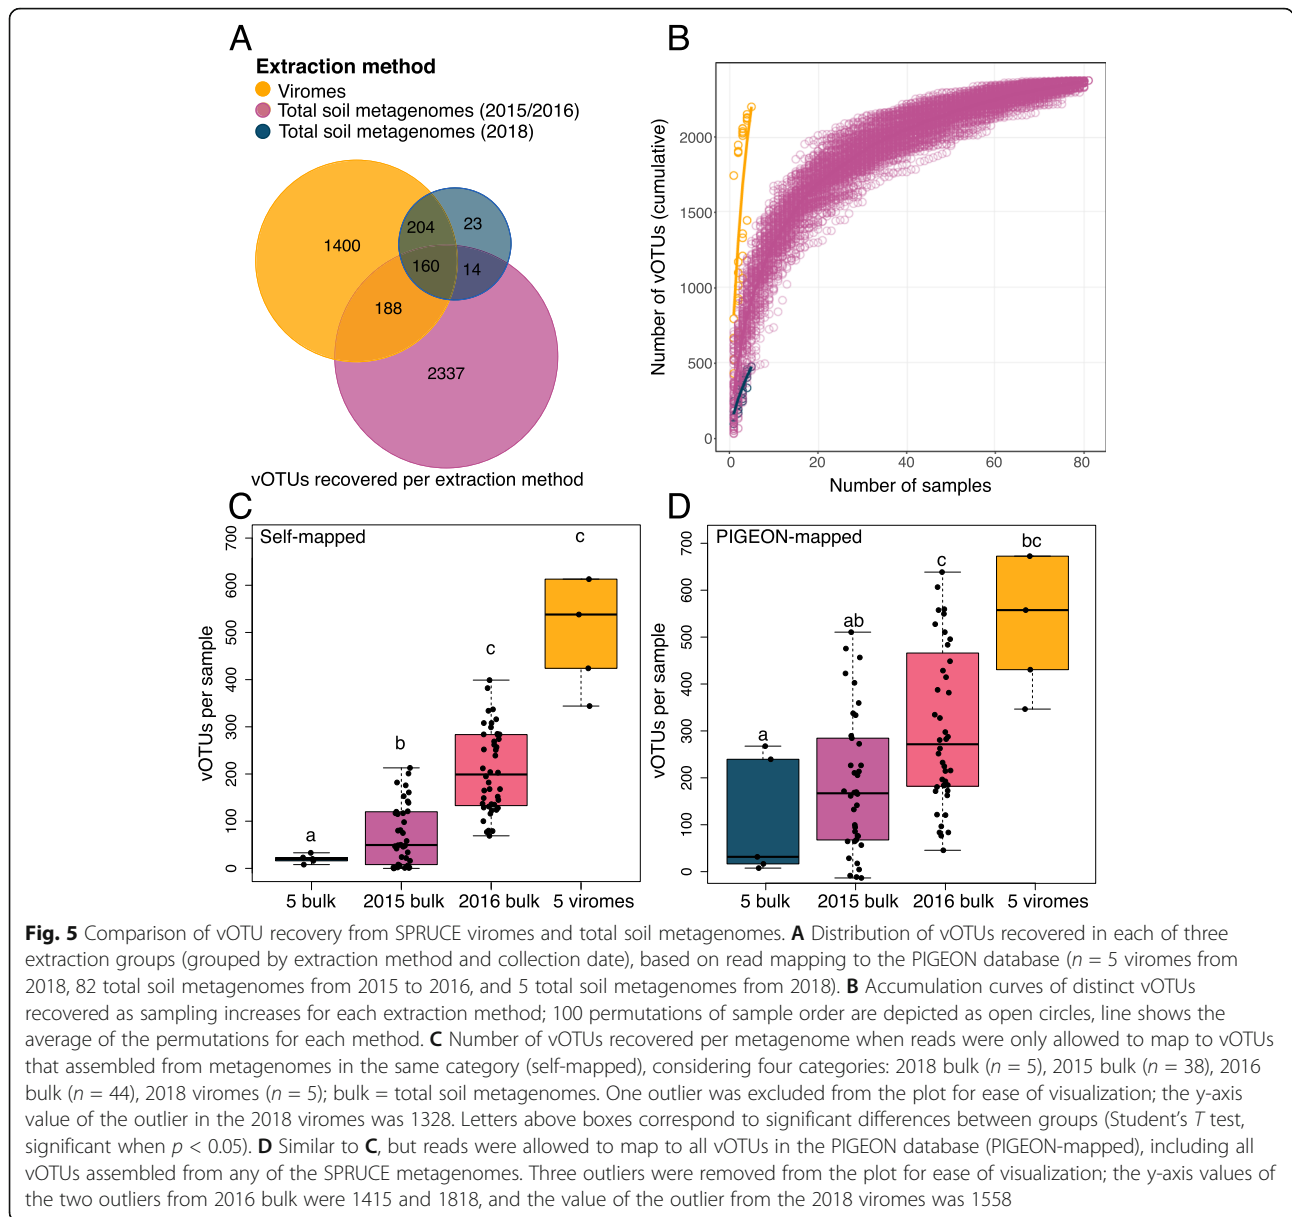 A
Extraction method
Viromes
Total soil metagenomes (2015/2016)
Total soil metagenomes (2018)
204
23
1400
160
14
188
2337
vOTUs recovered per extraction method
B
Number of vOTUs (cumulative)
2000
1500
1000
500
0
0 20 40 60 80
Number of samples
C
Self-mapped
vOTUs per sample
700
600
500
400
300
200
100
0
a
b
c
c
5 bulk 2015 bulk 2016 bulk 5 viromes
D
PIGEON-mapped
vOTUs per sample
700
600
500
400
300
200
100
0
a
ab
c
bc
5 bulk 2015 bulk 2016 bulk 5 viromes
Fig. 5 Comparison of vOTU recovery from SPRUCE viromes and total soil metagenomes. A Distribution of vOTUs recovered in each of three
extraction groups (grouped by extraction method and collection date), based on read mapping to the PIGEON database (n = 5 viromes from
2018, 82 total soil metagenomes from 2015 to 2016, and 5 total soil metagenomes from 2018). B Accumulation curves of distinct vOTUs
recovered as sampling increases for each extraction method; 100 permutations of sample order are depicted as open circles, line shows the
average of the permutations for each method. C Number of vOTUs recovered per metagenome when reads were only allowed to map to vOTUs
that assembled from metagenomes in the same category (self-mapped), considering four categories: 2018 bulk (n = 5), 2015 bulk (n = 38), 2016
bulk (n = 44), 2018 viromes (n = 5); bulk = total soil metagenomes. One outlier was excluded from the plot for ease of visualization; the y-axis
value of the outlier in the 2018 viromes was 1328. Letters above boxes correspond to significant differences between groups (Student's T test,
significant when p < 0.05). D Similar to C, but reads were allowed to map to all vOTUs in the PIGEON database (PIGEON-mapped), including all
vOTUs assembled from any of the SPRUCE metagenomes. Three outliers were removed from the plot for ease of visualization; the y-axis values of
the two outliers from 2016 bulk were 1415 and 1818, and the value of the outlier from the 2018 viromes was 1558